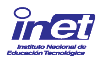 inet
Instituto Nacional de
Educación Tecnológica